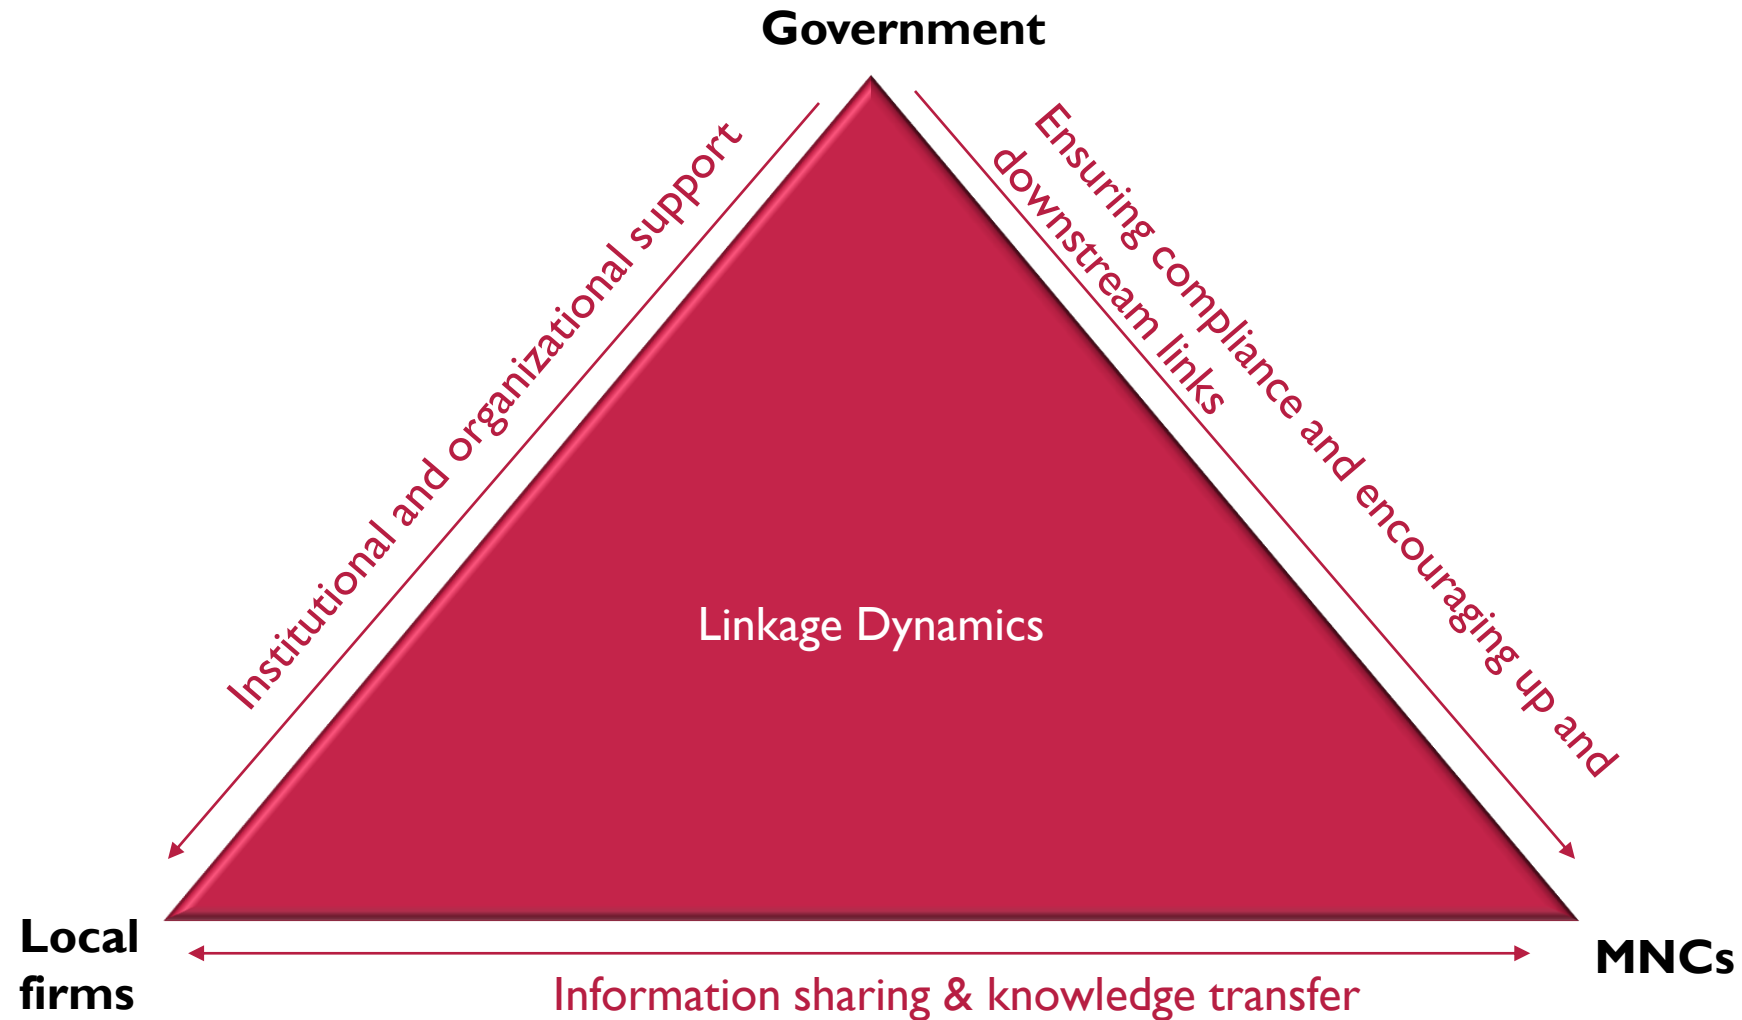 Government
Institutional and organizational support
Ensuring compliance and encouraging up and
downstream links
Linkage Dynamics
Local
firms
MNCs
Information sharing & knowledge transfer